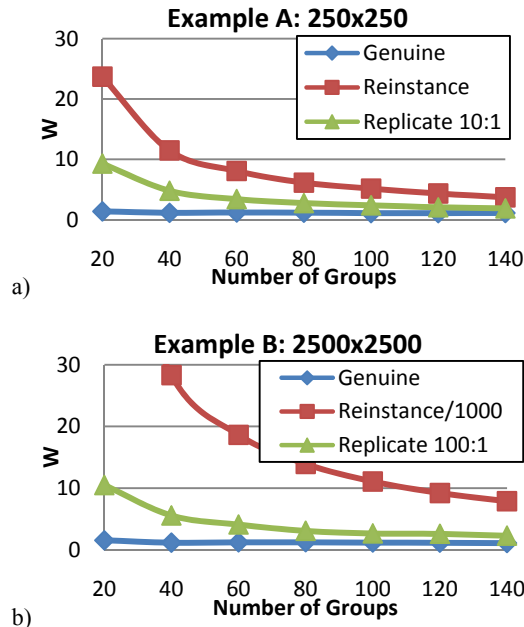 Example A: 250x250
30
20
10
0
W
Genuine
Reinstance
Replicate 10:1
20 40 60 80 100 120 140
Number of Groups
a)
Example B: 2500x2500
30
20
10
0
W
Genuine
Reinstance/1000
Replicate 100:1
20 40 60 80 100 120 140
Number of Groups
b)